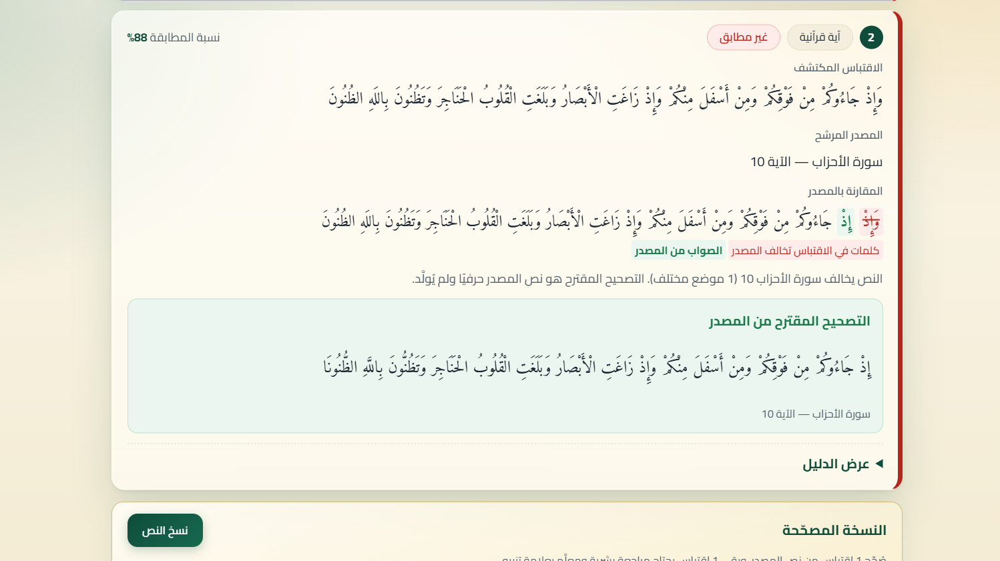 2 آية قرآنية غير مطابق نسبة المطابقة 88%
الاقتباس المكتشف
وَإِذْ جَاءُوكُمْ مِنْ فَوْقِكُمْ وَمِنْ أَسْفَلَ مِنْكُمْ وَإِذْ زَاغَتِ الْأَبْصَارُ وَبَلَغَتِ الْقُلُوبُ الْحَنَاجِرَ وَتَظُنُونَ بِاللَهِ الظُنُونَ
المصدر المرشح
سورة الأحزاب — الآية 10
المقارنة بالمصدر
وَإِذْ إِذْ جَاءُوكُمْ مِنْ فَوْقِكُمْ وَمِنْ أَسْفَلَ مِنْكُمْ وَإِذْ زَاغَتِ الْأَبْصَارُ وَبَلَغَتِ الْقُلُوبُ الْحَنَاجِرَ وَتَظُنُونَ بِاللَهِ الظُنُونَ
كلمات في الاقتباس تخالف المصدر الصواب من المصدر
النص يخالف سورة الأحزاب 10 (1 موضع مختلف). التصحيح المقترح هو نص المصدر حرفيًا ولم يُولَّد.
التصحيح المقترح من المصدر
إِذْ جَاءُوكُمْ مِنْ فَوْقِكُمْ وَمِنْ أَسْفَلَ مِنْكُمْ وَإِذْ زَاغَتِ الْأَبْصَارُ وَبَلَغَتِ الْقُلُوبُ الْحَنَاجِرَ وَتَظُنُّونَ بِاللَّهِ الظُّنُونَا
سورة الأحزاب — الآية 10
عرض الدليل
النسخة المصحّحة نسخ النص